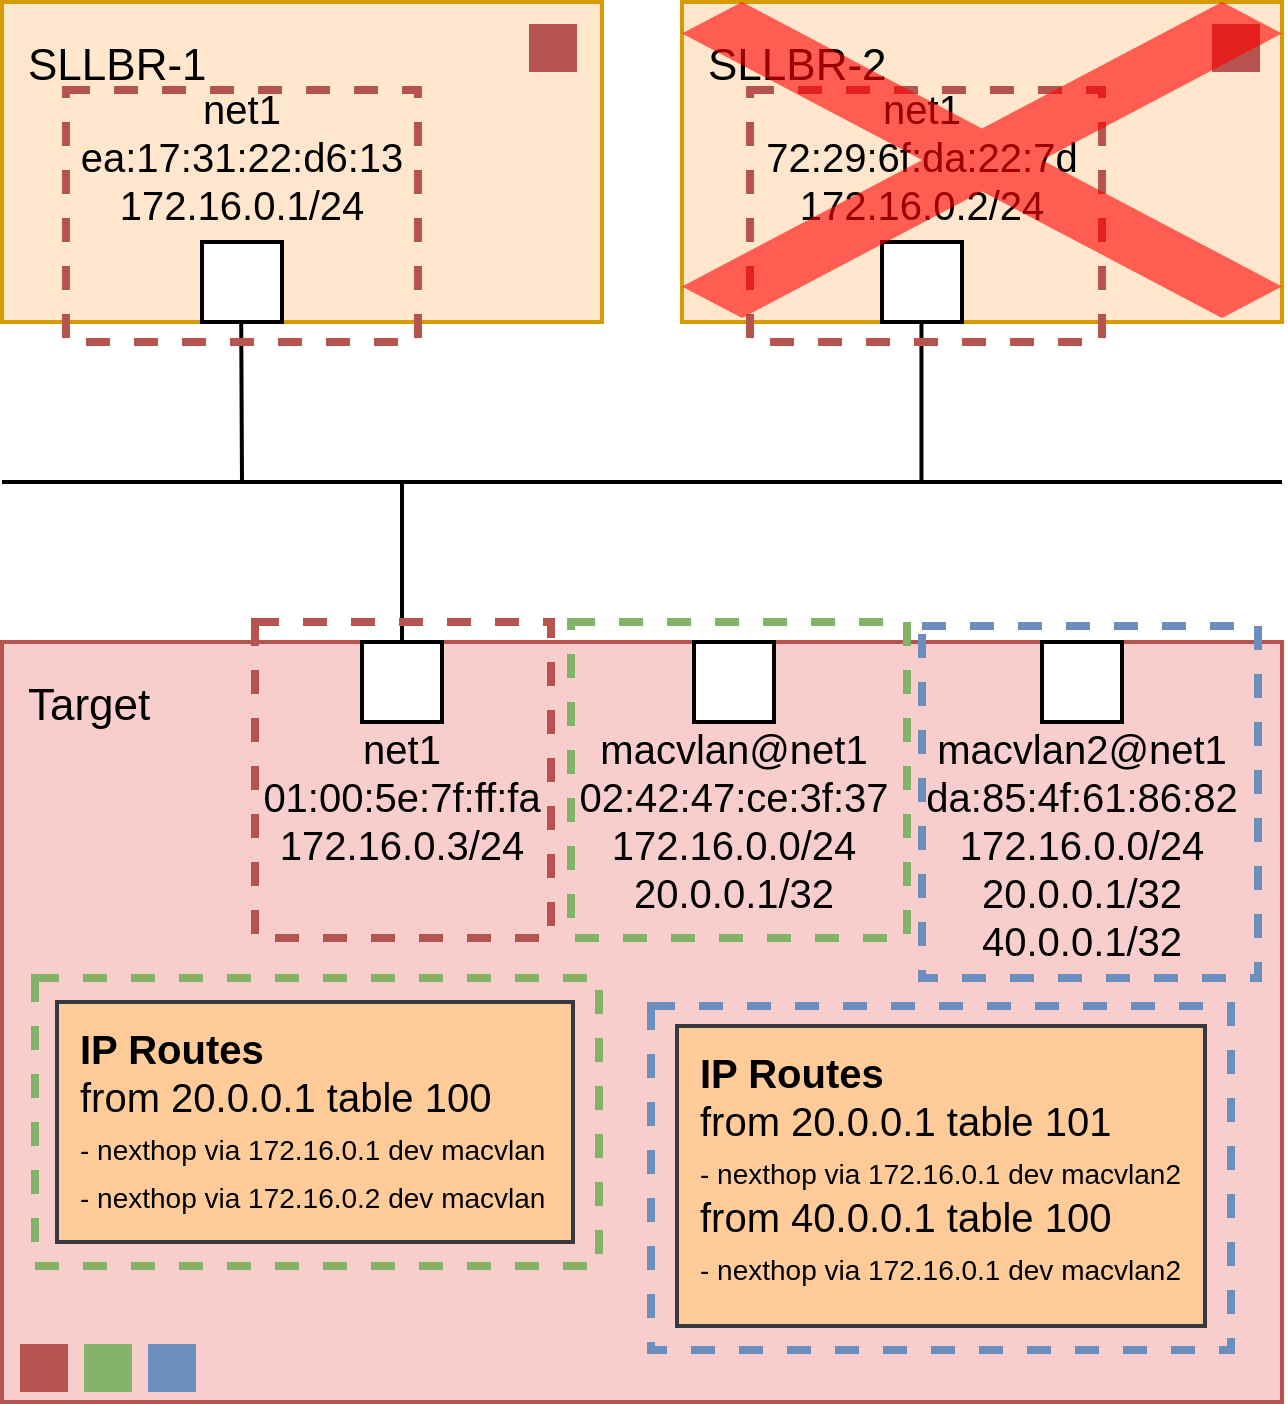 SLLBR-1
net1
ea:17:31:22:d6:13
172.16.0.1/24
SLLBR-2
net1
72:29:6f:da:22:7d
172.16.0.2/24
Target
net1
01:00:5e:7f:ff:fa
172.16.0.3/24
macvlan@net1
02:42:47:ce:3f:37
172.16.0.0/24
20.0.0.1/32
macvlan2@net1
da:85:4f:61:86:82
172.16.0.0/24
20.0.0.1/32
40.0.0.1/32
IP Routes
from 20.0.0.1 table 100
- nexthop via 172.16.0.1 dev macvlan
- nexthop via 172.16.0.2 dev macvlan
IP Routes
from 20.0.0.1 table 101
- nexthop via 172.16.0.1 dev macvlan2
from 40.0.0.1 table 100
- nexthop via 172.16.0.1 dev macvlan2